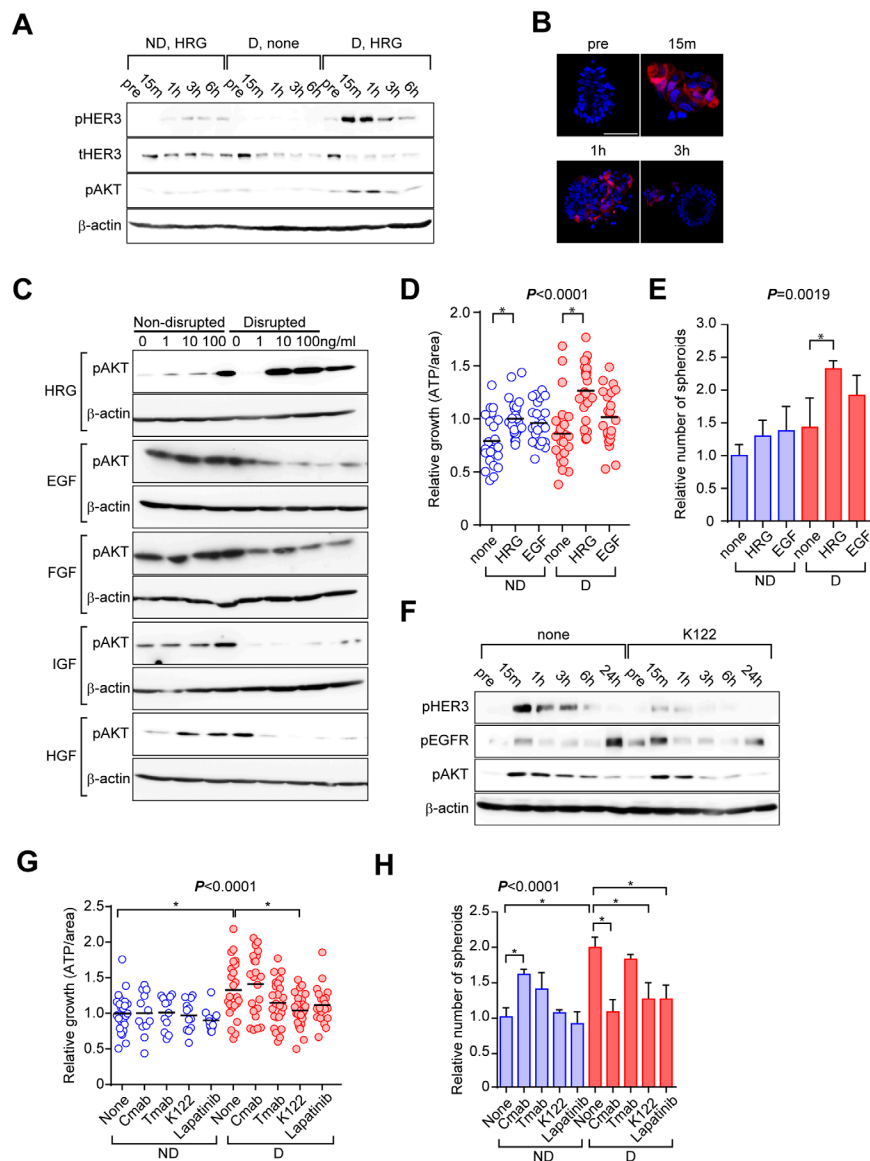 A
ND, HRG D, none D, HRG
pre 15m 1h 3h 6h pre 15m 1h 3h 6h pre 15m 1h 3h 6h
pHER3
tHER3
pAKT
β-actin
B
pre 15m
1h 3h
C
Non-disrupted Disrupted
0 1 10 100 0 1 10 100ng/ml
HRG
pAKT
β-actin
EGF
pAKT
β-actin
FGF
pAKT
β-actin
IGF
pAKT
β-actin
HGF
pAKT
β-actin
D
P<0.0001
Relative growth (ATP/area)
2.0
1.5
1.0
0.5
0
* *
none HRG EGF none HRG EGF
ND D
E
P=0.0019
Relative number of spheroids
3.0
2.5
2.0
1.5
1.0
0.5
0
*
none HRG EGF none HRG EGF
ND D
F
none K122
pre 15m 1h 3h 6h 24h pre 15m 1h 3h 6h 24h
pHER3
pEGFR
pAKT
β-actin
G
P<0.0001
Relative growth (ATP/area)
2.5
2.0
1.5
1.0
0.5
0
* *
None Cmab Tmab K122 Lapatinib None Cmab Tmab K122 Lapatinib
ND D
H
P<0.0001
Relative number of spheroids
2.5
2.0
1.5
1.0
0.5
0
* * * * *
None Cmab Tmab K122 Lapatinib None Cmab Tmab K122 Lapatinib
ND D